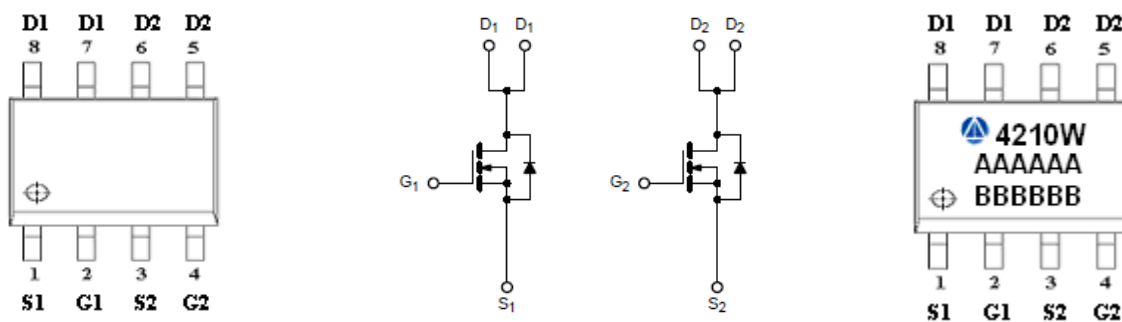 D1 D1 D2 D2
8 7 6 5
1 2 3 4
S1 G1 S2 G2
D1 D1
G1
S1
D2 D2
G2
S2
D1 D1 D2 D2
8 7 6 5
4210W
AAAAAA
BBBBBB
1 2 3 4
S1 G1 S2 G2